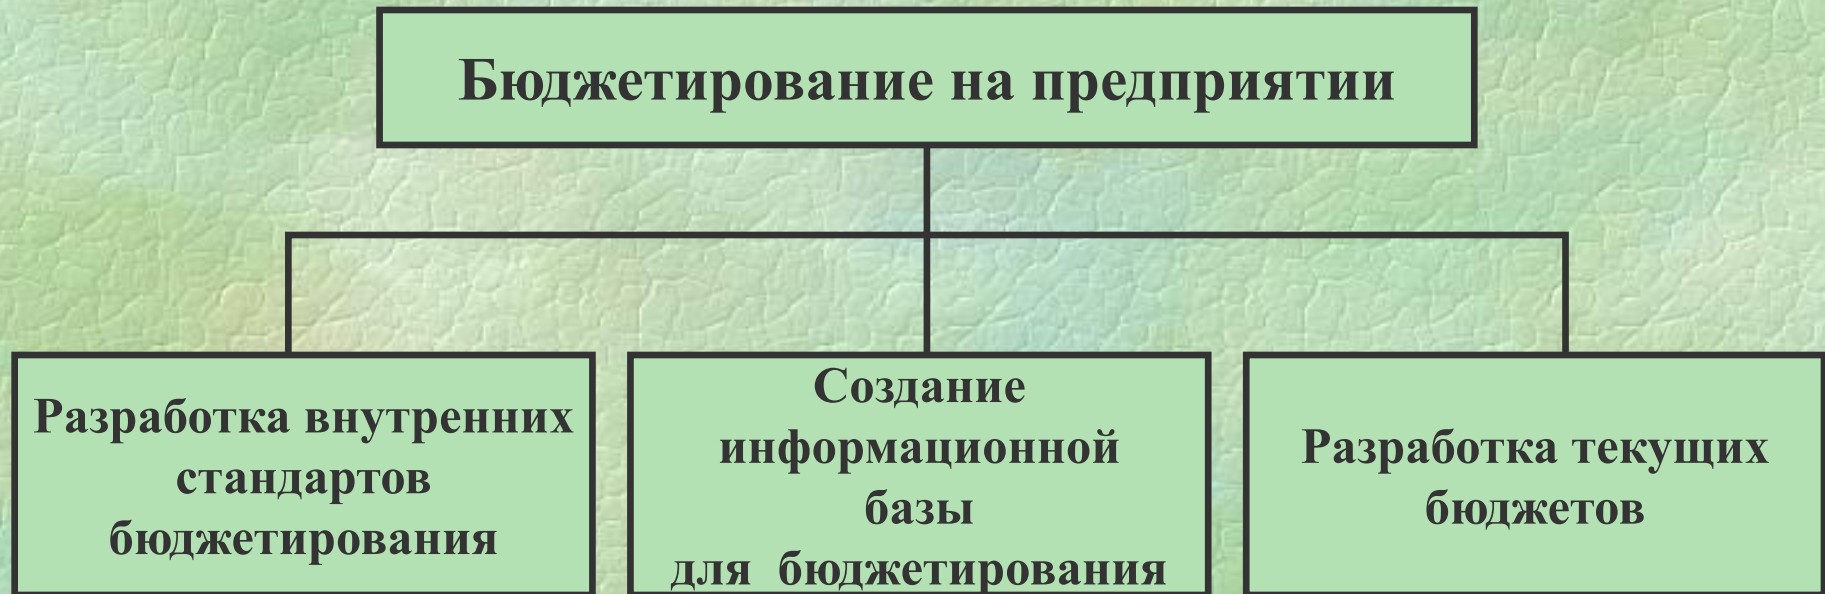 Бюджетирование на предприятии
Разработка внутренних
стандартов
бюджетирования
Создание
информационной
базы
для бюджетирования
Разработка текущих
бюджетов